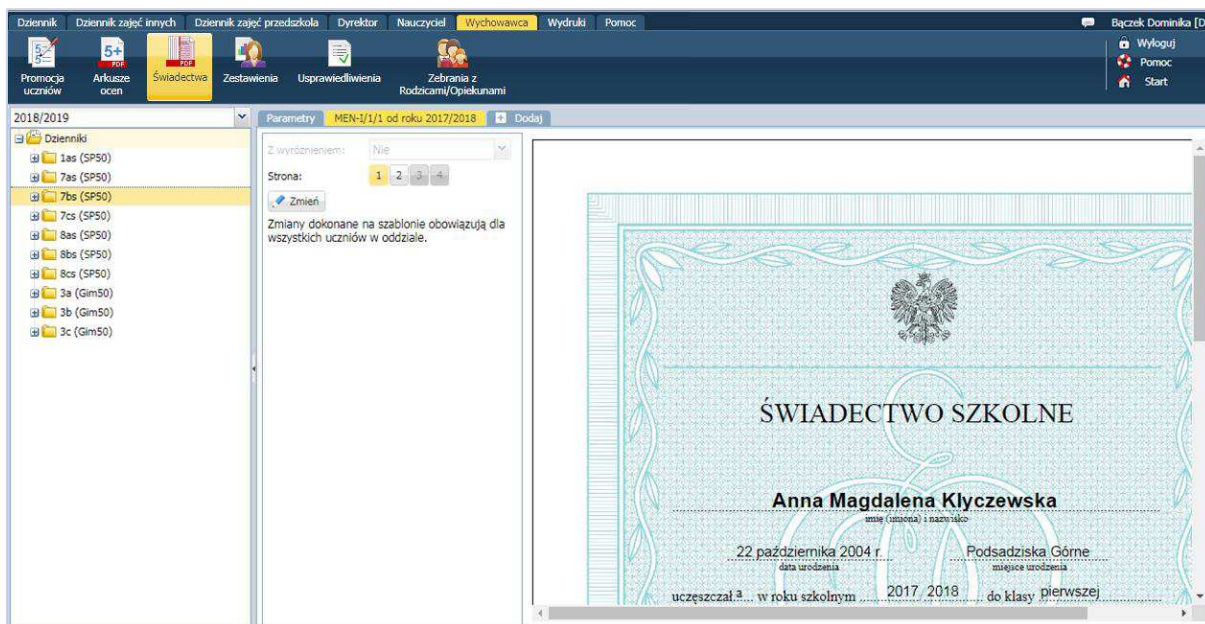 Dziennik Dziennik zajęć innych Dziennik zajęć przedszkola Dyrektor Nauczyciel Wychowawca Wydruki Pomoc Bączek Dominika [D
5- 5+ PDF PDF
Promocja uczniów
Arkusze ocen
Świadectwa
Zestawienia
Usprawiedliwienia
Zebrania z Rodzicami/Opiekunami
Wyloguj
Pomoc
Start
2018/2019
Dzienniki
1as (SP50)
7as (SP50)
7bs (SP50)
7cs (SP50)
8as (SP50)
8bs (SP50)
8cs (SP50)
3a (Gim50)
3b (Gim50)
3c (Gim50)
Parametry MEN-I/1/1 od roku 2017/2018 Dodaj
Z wyróżnieniem: Nie
Strona: 1 2 3 4
Zmień
Zmiany dokonane na szablonie obowiązują dla
wszystkich uczniów w oddziale.
ŚWIADECTWO SZKOLNE
Anna Magdalena Klyczewska
imię (imiona) i nazwisko
22 października 2004 r. Podsadziska Górne
data urodzenia miejsce urodzenia
uczęszczał a w roku szkolnym 2017 2018 do klasy pierwszej